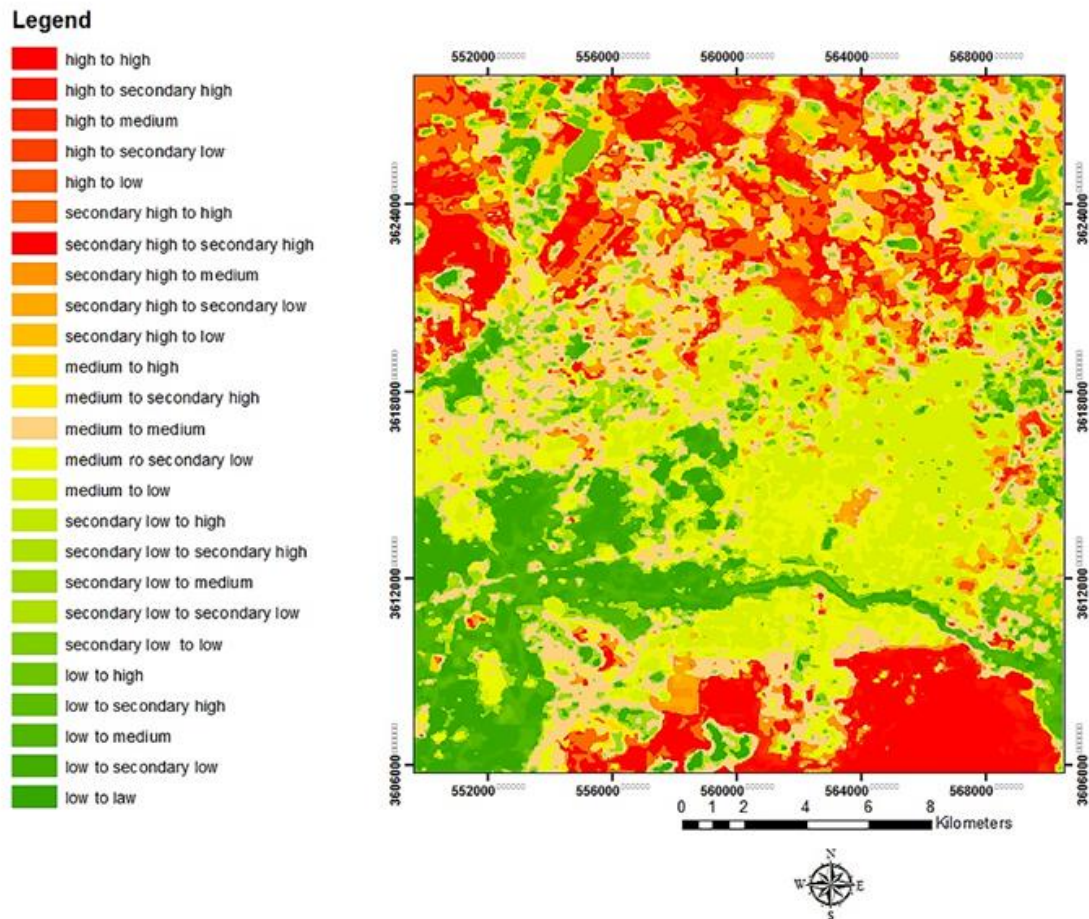 Legend
high to high
high to secondary high
high to medium
high to secondary low
high to low
secondary high to high
secondary high to secondary high
secondary high to medium
secondary high to secondary low
secondary high to low
medium to high
medium to secondary high
medium to medium
medium ro secondary low
medium to low
secondary low to high
secondary low to secondary high
secondary low to medium
secondary low to secondary low
secondary low to low
low to high
low to secondary high
low to medium
low to secondary low
low to law
552000 556000 560000 564000 568000
3624000 3624000
3618000 3618000
3612000 3612000
3606000 3606000
552000 556000 560000 564000 568000
0 1 2 4 6 8
Kilometers
N
W E
S